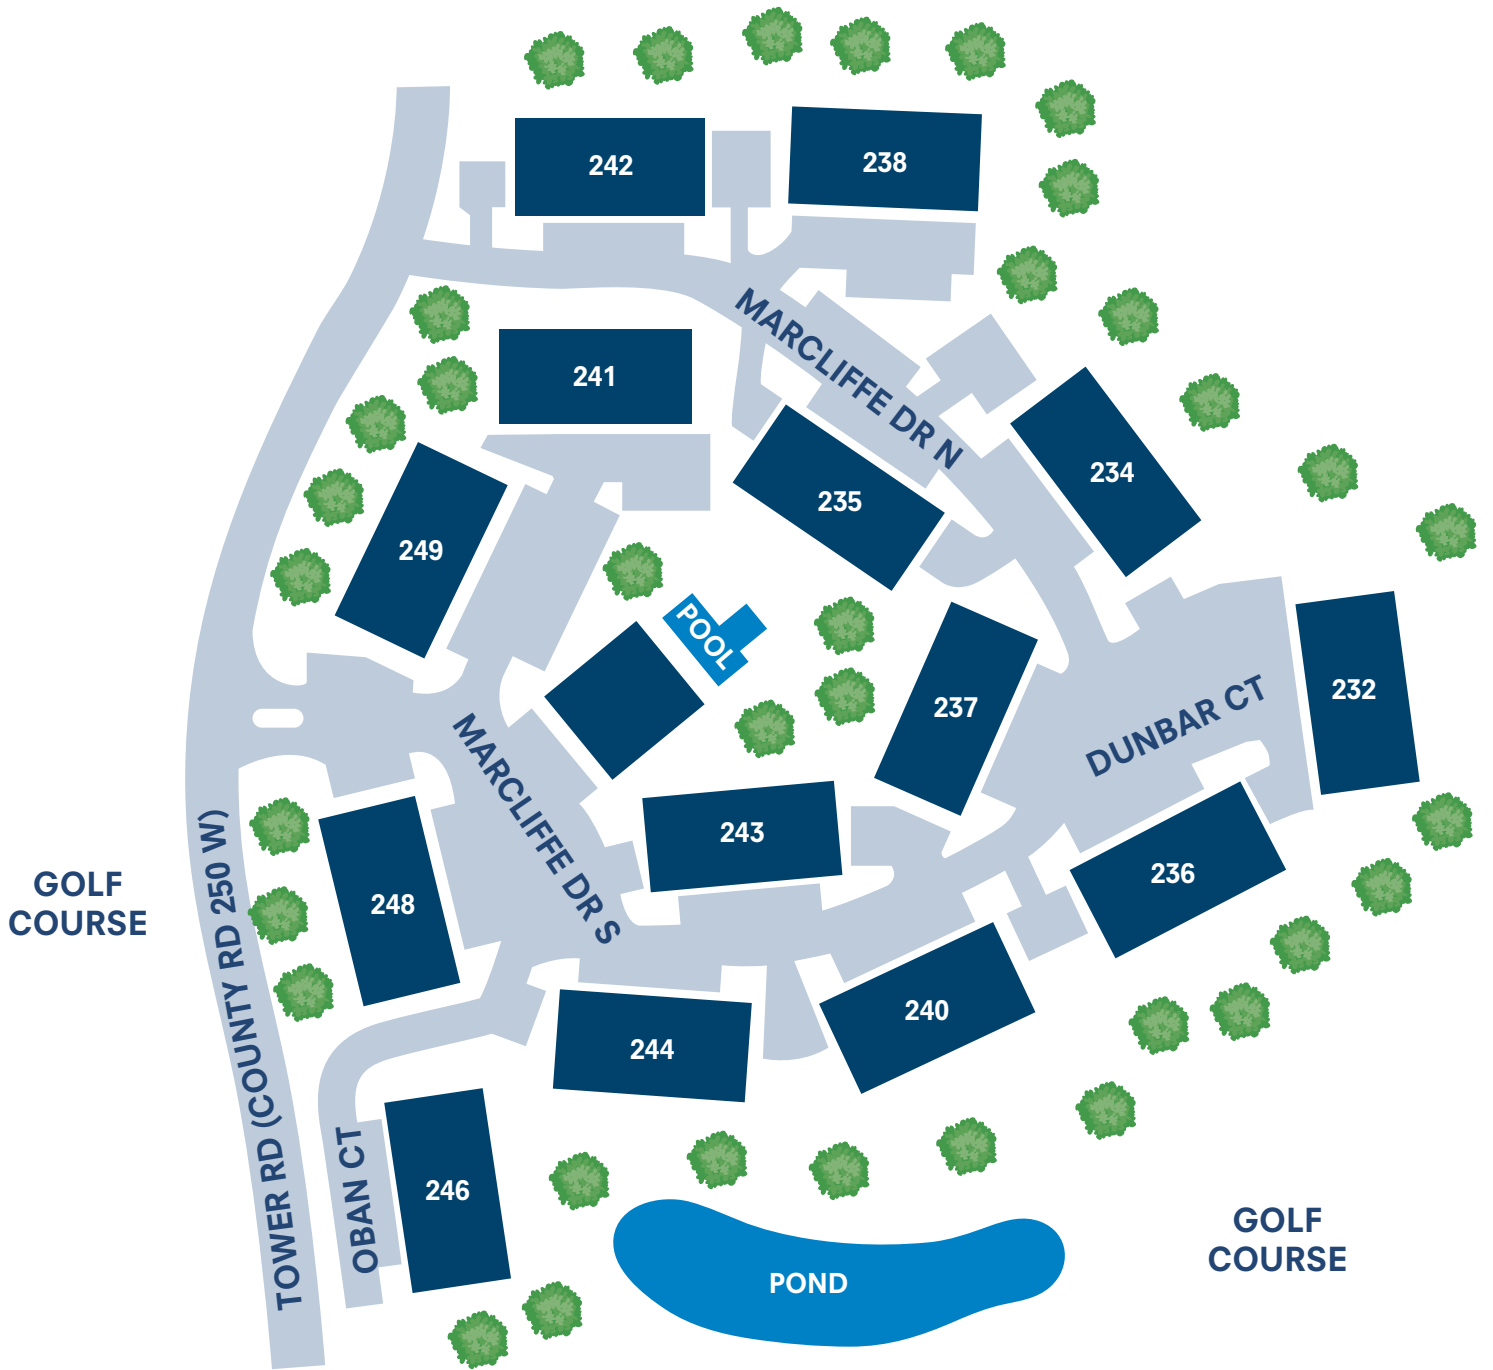 242
238
MARCLIFFE DR N
241
234
235
249
POOL
232
237
DUNBAR CT
MARCLIFFE DR S
243
236
GOLF
COURSE
248
TOWER RD (COUNTY RD 250 W)
240
244
OBAN CT
246
GOLF
COURSE
POND